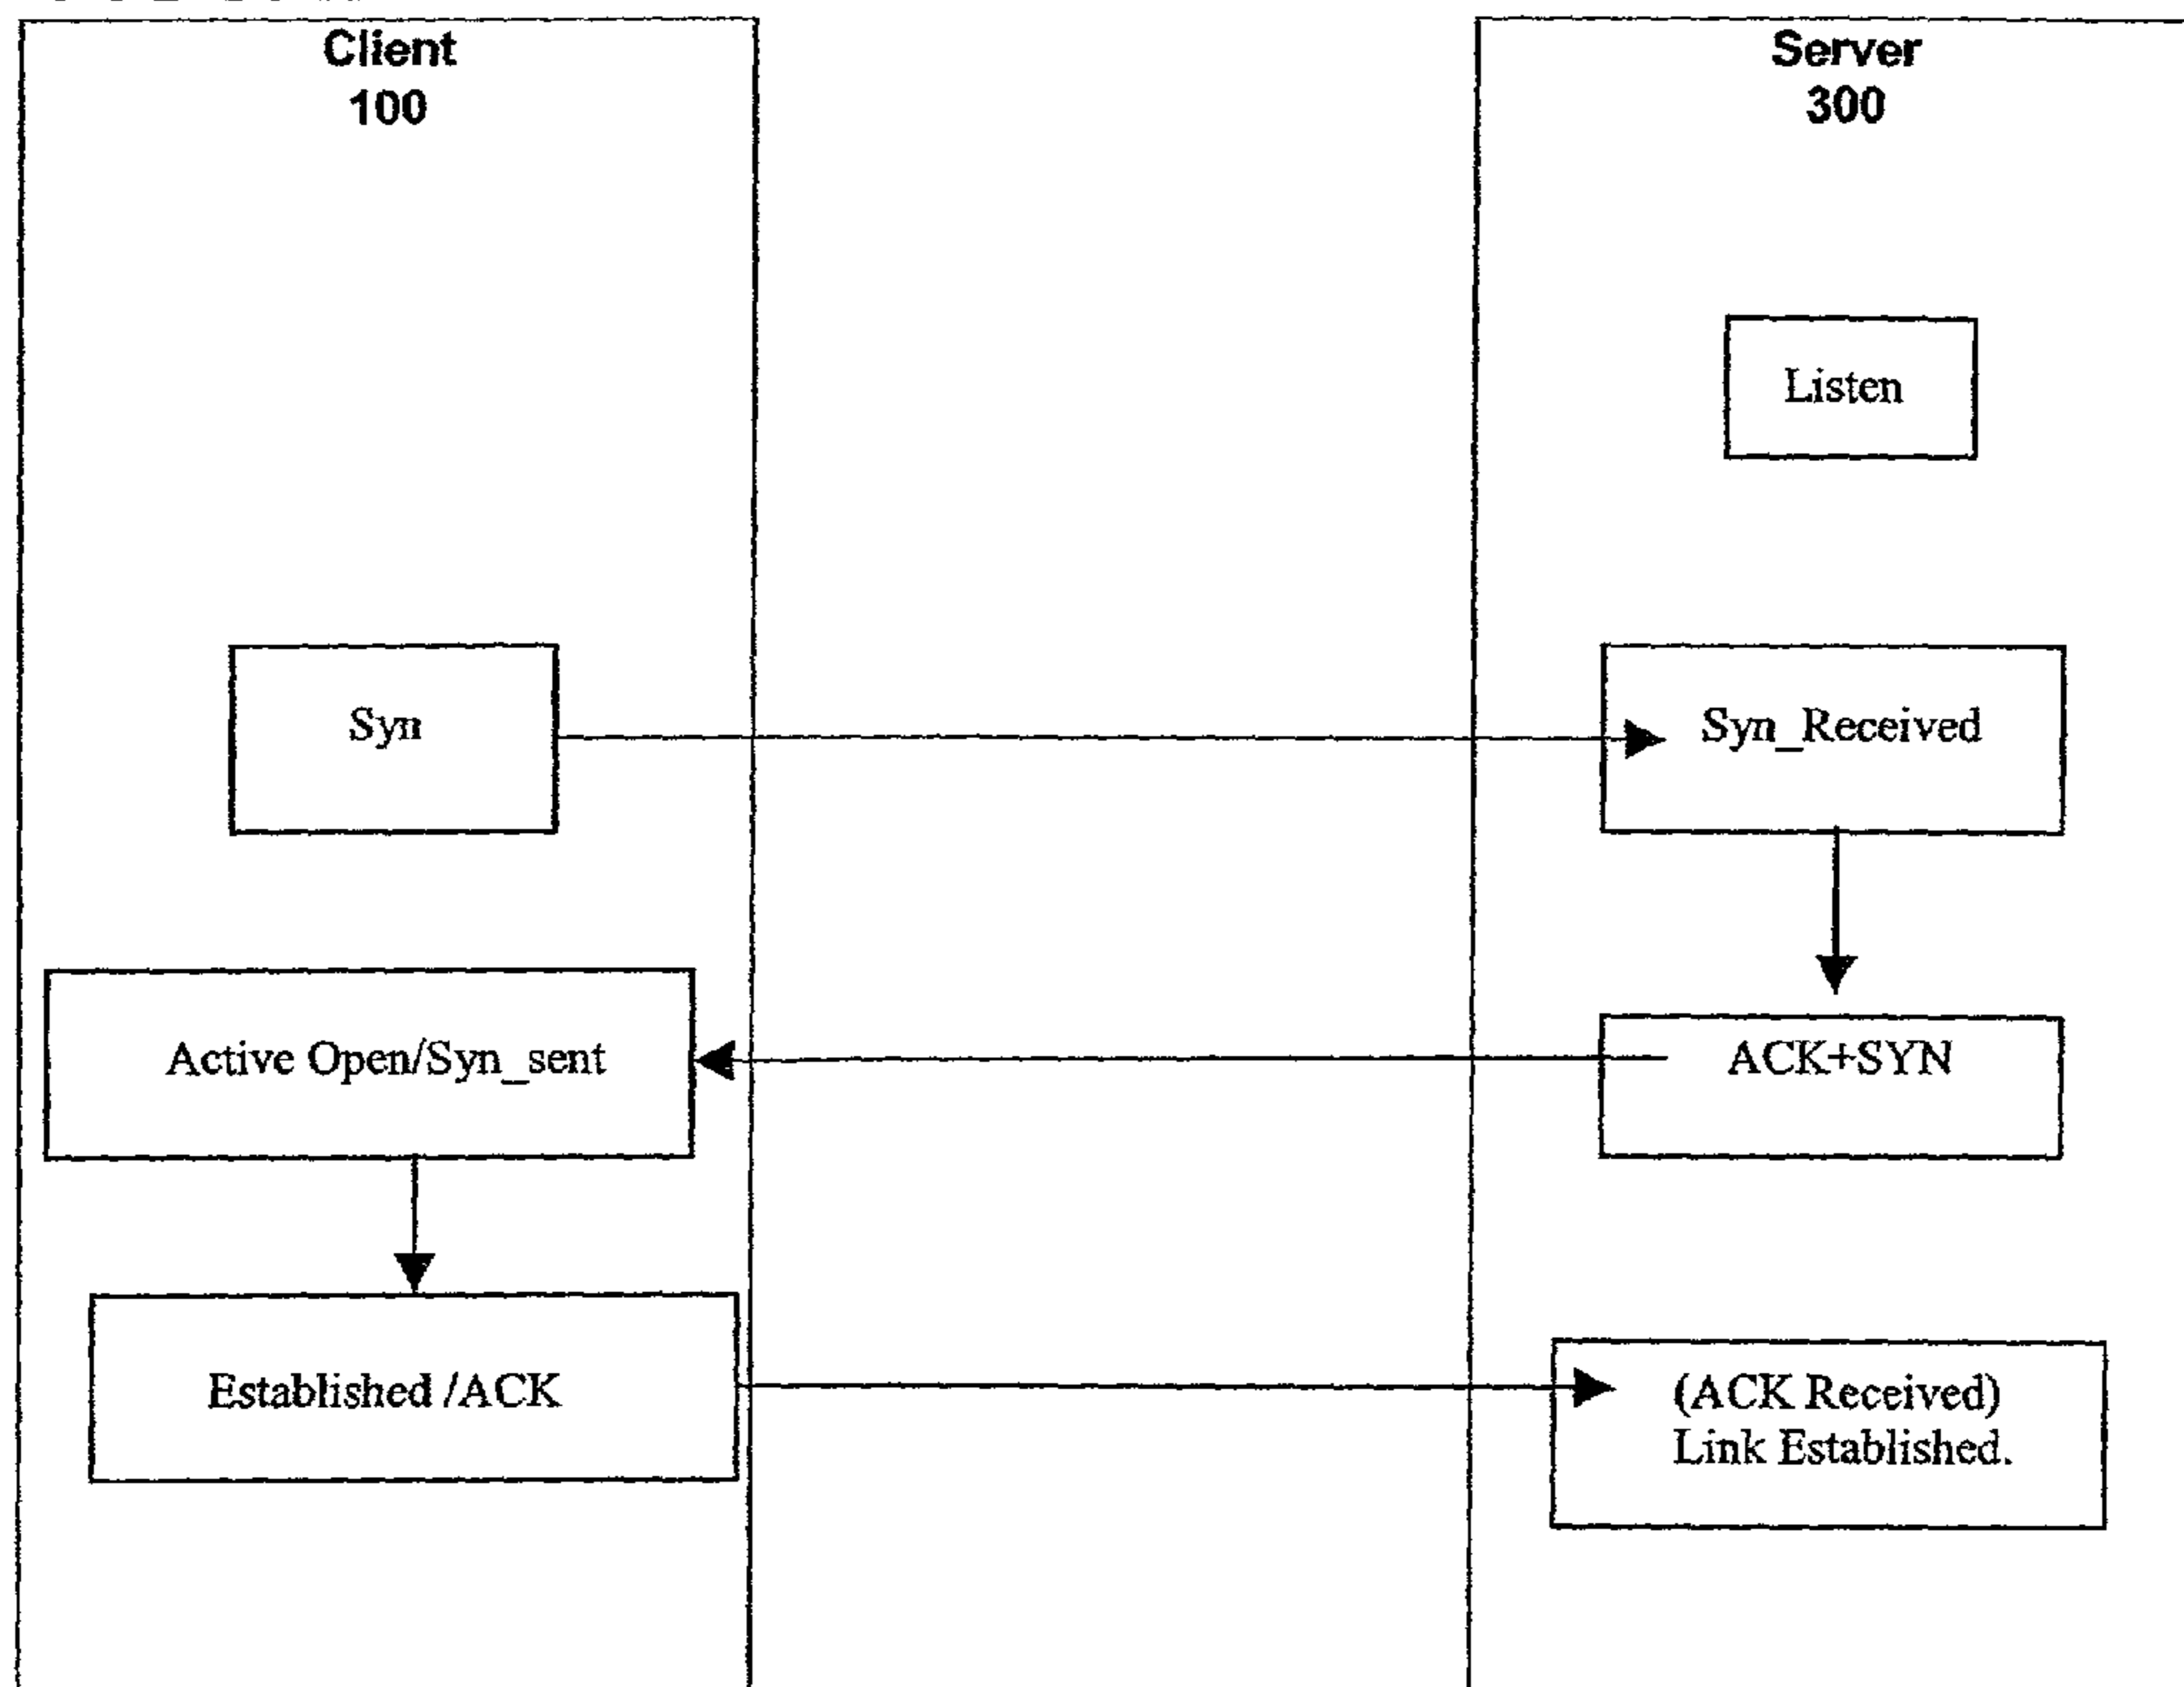 Client
100
Server
300
Listen
Syn
Syn_Received
Active Open/Syn_sent
ACK+SYN
Established /ACK
(ACK Received)
Link Established.